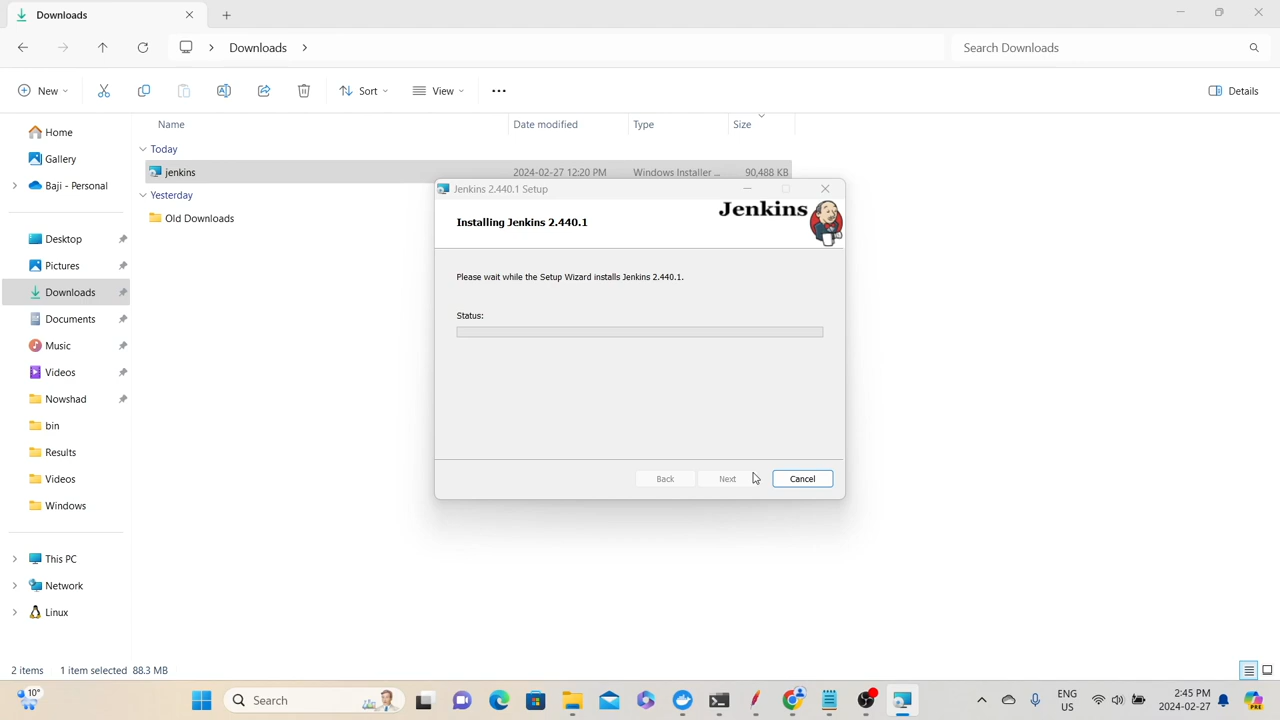 Downloads
Downloads
Search Downloads
New
Sort
View
Details
Name
Date modified
Type
Size
Today
jenkins
2024-02-27 12:20 PM
Windows Installer ...
90,488 KB
Yesterday
Old Downloads
Home
Gallery
Baji - Personal
Desktop
Pictures
Downloads
Documents
Music
Videos
Nowshad
bin
Results
Videos
Windows
This PC
Network
Linux
Jenkins 2.440.1 Setup
Jenkins
Installing Jenkins 2.440.1
Please wait while the Setup Wizard installs Jenkins 2.440.1.
Status:
Back
Next
Cancel
2 items
1 item selected 88.3 MB
10°
Search
ENG
US
2:45 PM
2024-02-27
PRE